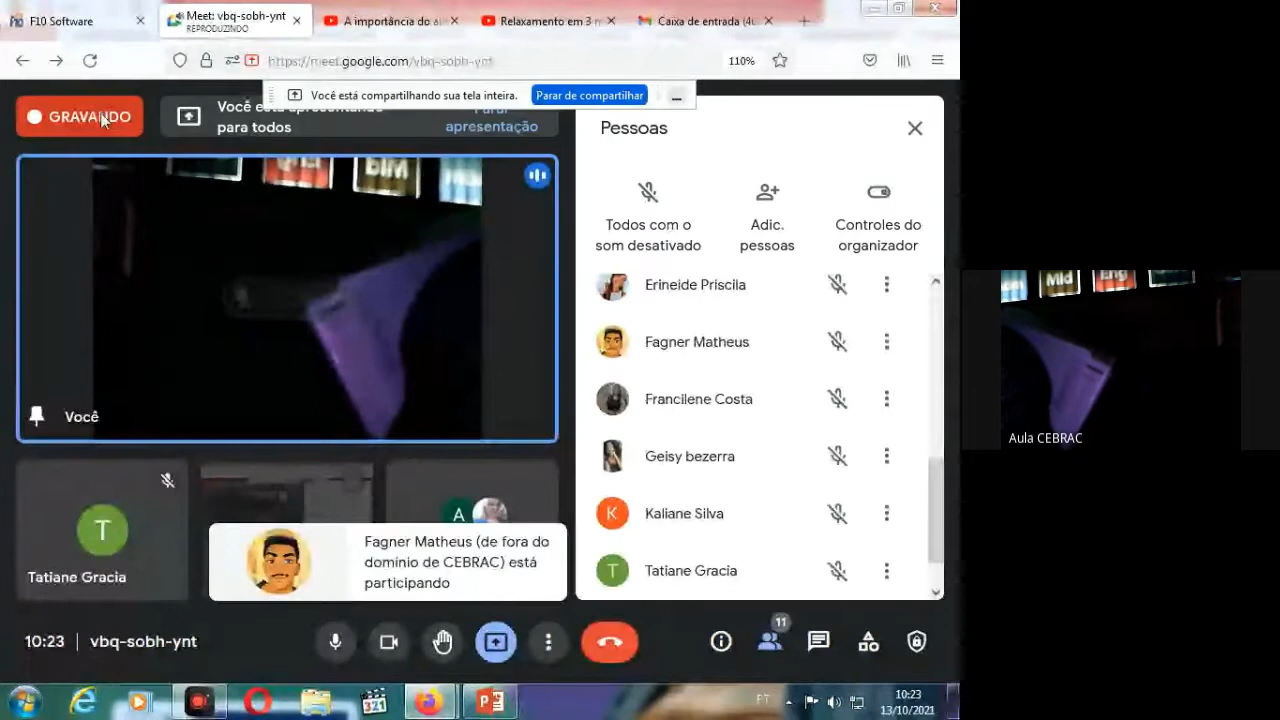 F10 Software
Meet: vbq-sobh-ynt
REPRODUZINDO
A importância do a
Relaxamento em 3
Caixa de entrada (4
https://meet.google.com/vbq-sobh-ynt
110%
Você está compartilhando sua tela inteira.
Parar de compartilhar
GRAVANDO
Você está apresentando
para todos
Parar
apresentação
Você
Tatiane Gracia
T
A
Fagner Matheus (de fora do
domínio de CEBRAC) está
participando
Pessoas
Todos com o
som desativado
Adic.
pessoas
Controles do
organizador
Erineide Priscila
Fagner Matheus
Francilene Costa
Geisy bezerra
K
Kaliane Silva
T
Tatiane Gracia
10:23
vbq-sobh-ynt
11
321
PT
10:23
13/10/2021
Mid
Eng
Aula CEBRAC